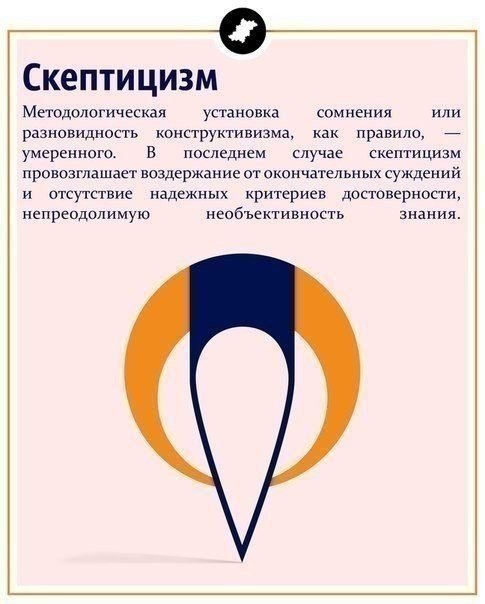 Скептицизм
Методологическая установка сомнения или
разновидность конструктивизма, как правило, —
умеренного. В последнем случае скептицизм
провозглашает воздержание от окончательных суждений
и отсутствие надежных критериев достоверности,
непреодолимую необъективность знания.